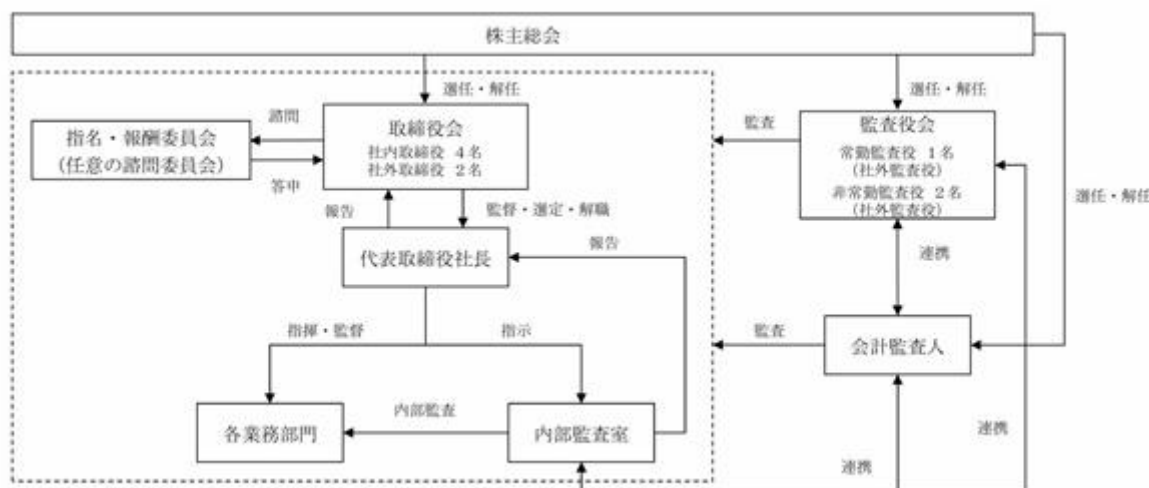 株主総会
選任・解任
選任・解任
諮問
指名・報酬委員会
(任意の諮問委員会)
答申
取締役会
社内取締役 4名
社外取締役 2名
監査
監査役会
常勤監査役 1名
(社外監査役)
非常勤監査役 2名
(社外監査役)
選任・解任
報告
監督・選定・解職
代表取締役社長
報告
連携
指揮・監督
指示
監査
会計監査人
各業務部門
内部監査
内部監査室
連携
連携